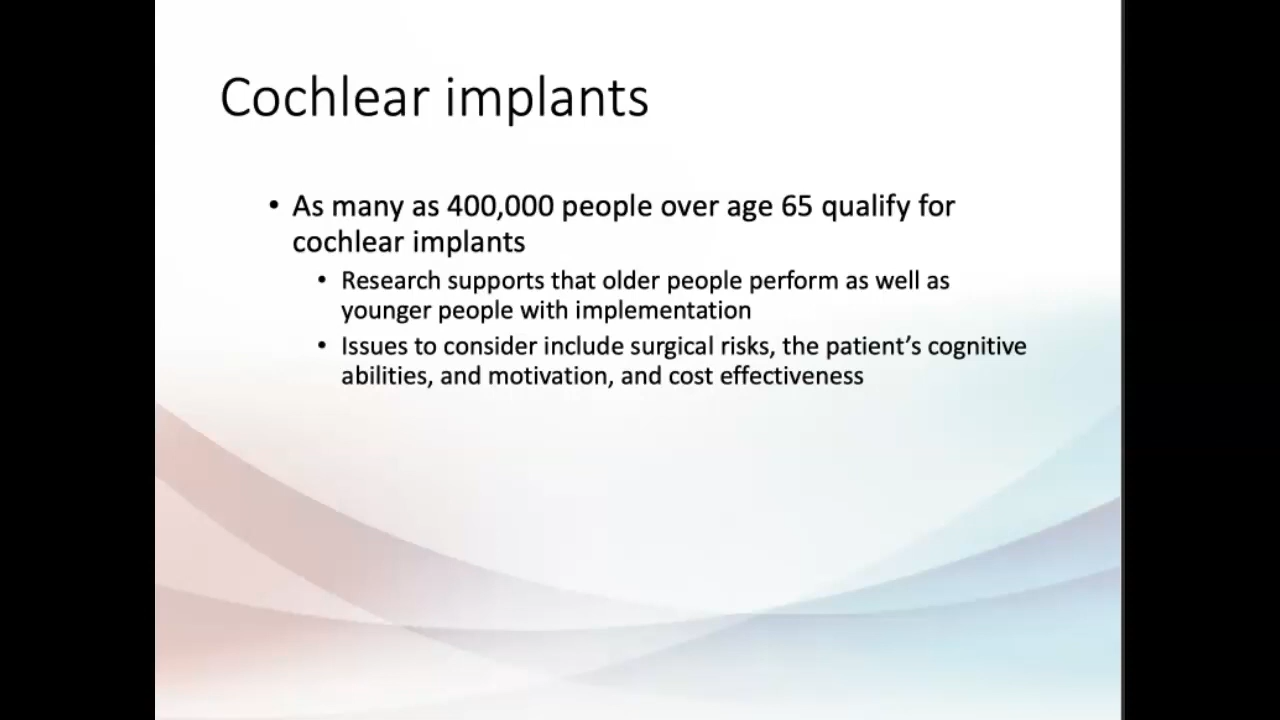 Cochlear implants
• As many as 400,000 people over age 65 qualify for
cochlear implants
• Research supports that older people perform as well as
younger people with implementation
• Issues to consider include surgical risks, the patient’s cognitive
abilities, and motivation, and cost effectiveness